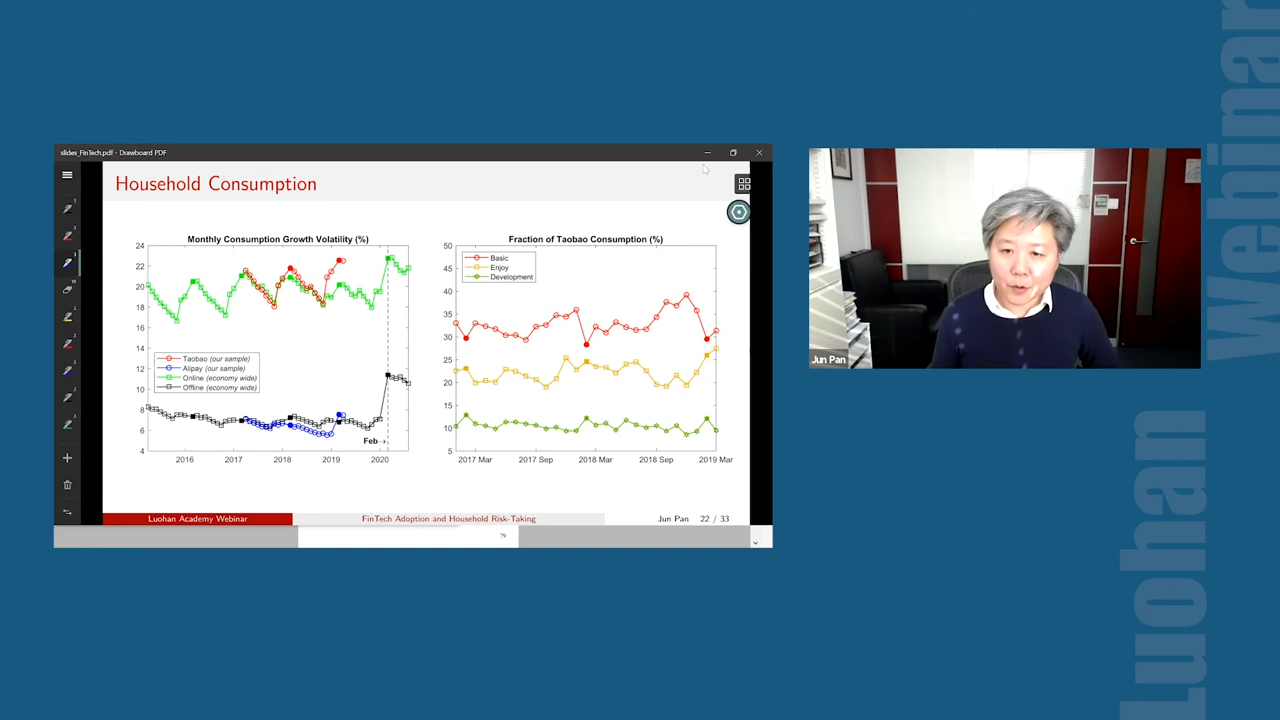 slides_FinTech.pdf - Drawboard PDF
Household Consumption
Monthly Consumption Growth Volatility (%)
24
22
20
18
16
14
12
10
8
6
4
Taobao (our sample)
Alipay (our sample)
Online (economy wide)
Offline (economy wide)
Feb→
2016
2017
2018
2019
2020
Fraction of Taobao Consumption (%)
50
45
40
35
30
25
20
15
10
5
Basic
Enjoy
Development
2017 Mar
2017 Sep
2018 Mar
2018 Sep
2019 Mar
Luohan Academy Webinar
FinTech Adoption and Household Risk-Taking
Jun Pan 22 / 33
79
Jun Pan
Luohan
Webinar